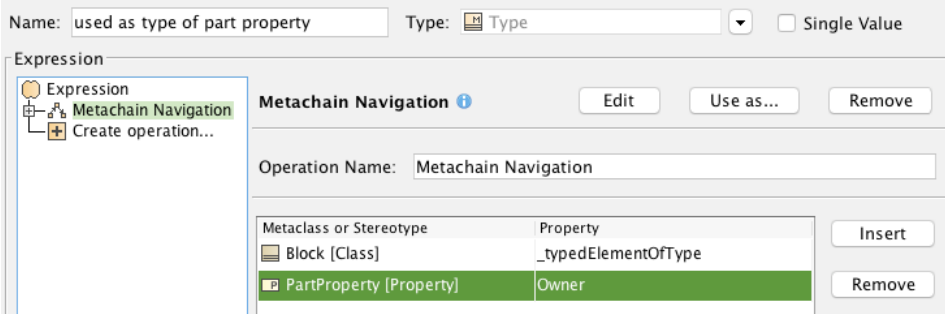 Name: used as type of part property Type: Type Single Value
Expression
Expression
Metachain Navigation
Create operation...
Metachain Navigation Edit Use as... Remove
Operation Name: Metachain Navigation
Metaclass or Stereotype Property
Block [Class] _typedElementOfType
PartProperty [Property] Owner
Insert
Remove